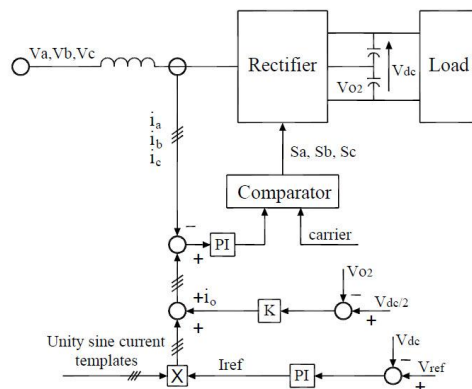 Va,Vb,Vc
Rectifier
Vo2
Vdc
Load
ia
ib
ic
Sa, Sb, Sc
Comparator
−
+
PI
carrier
Vo2
+io
+
K
−
+
Vdc/2
Unity sine current
templates
X
Iref
PI
Vdc
−
+
Vref